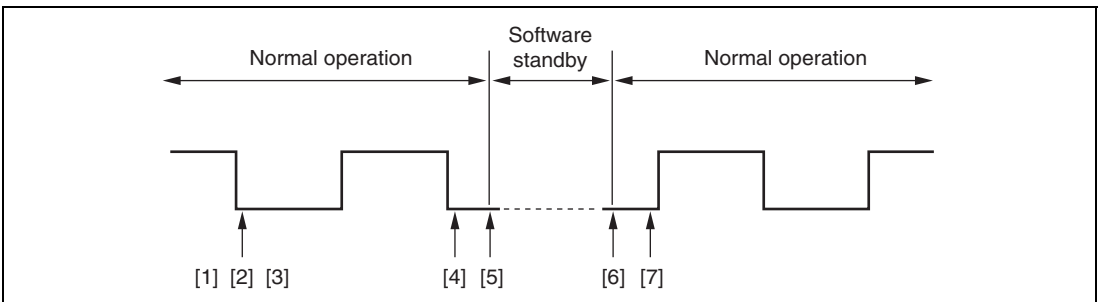 Software
Normal operation standby Normal operation
[1] [2] [3] [4] [5] [6] [7]